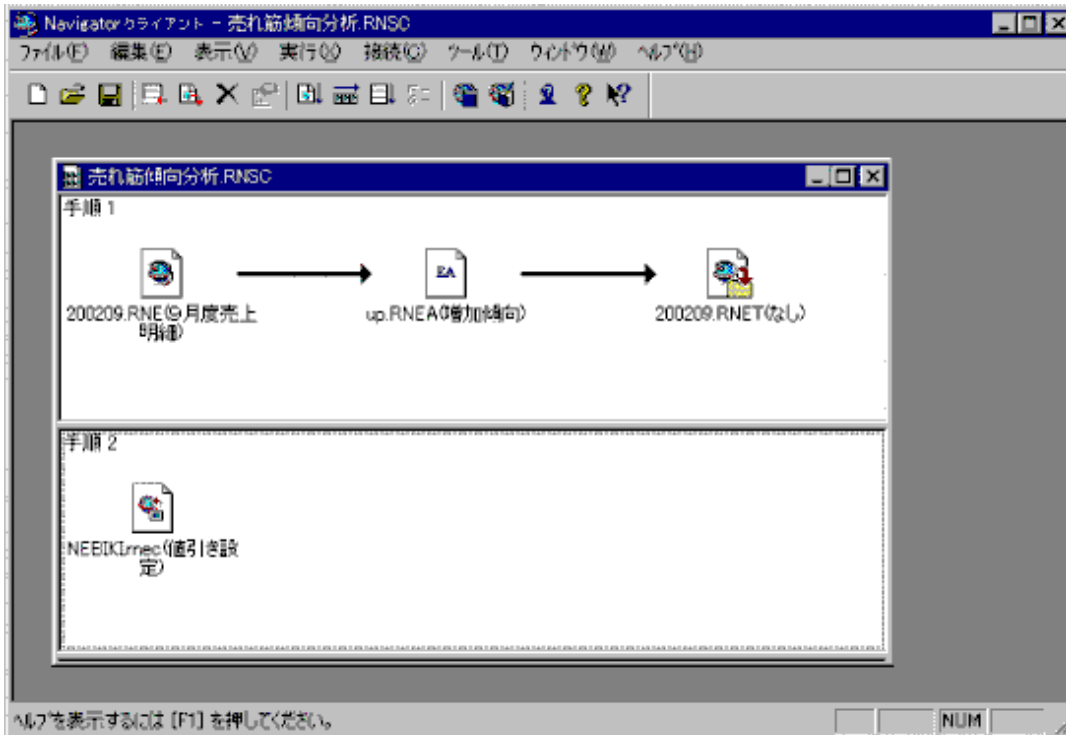 Navigatorクライアント - 売れ筋傾向分析.RNSC
ファイル(F) 編集(E) 表示(V) 実行(X) 接続(C) ツール(T) ウィンドウ(W) ヘルプ(H)
売れ筋傾向分析.RNSC
手順 1
EA
200209.RNE(9月度売上
明細)
up.RNEA(増加傾向)
200209.RNET(なし)
手順 2
NEBIKI.rnec(値引き設
定)
ヘルプを表示するには [F1] を押してください。
NUM